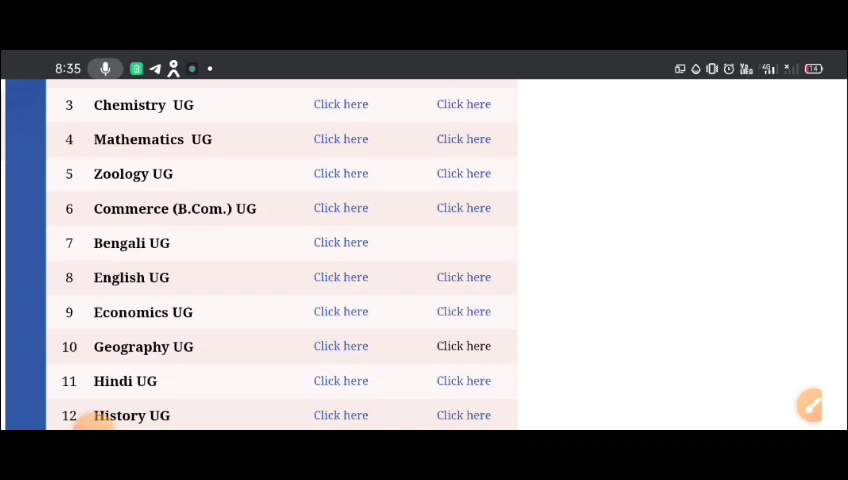 8:35 4G 14
3 Chemistry UG Click here Click here
4 Mathematics UG Click here Click here
5 Zoology UG Click here Click here
6 Commerce (B.Com.) UG Click here Click here
7 Bengali UG Click here
8 English UG Click here Click here
9 Economics UG Click here Click here
10 Geography UG Click here Click here
11 Hindi UG Click here Click here
12 History UG Click here Click here